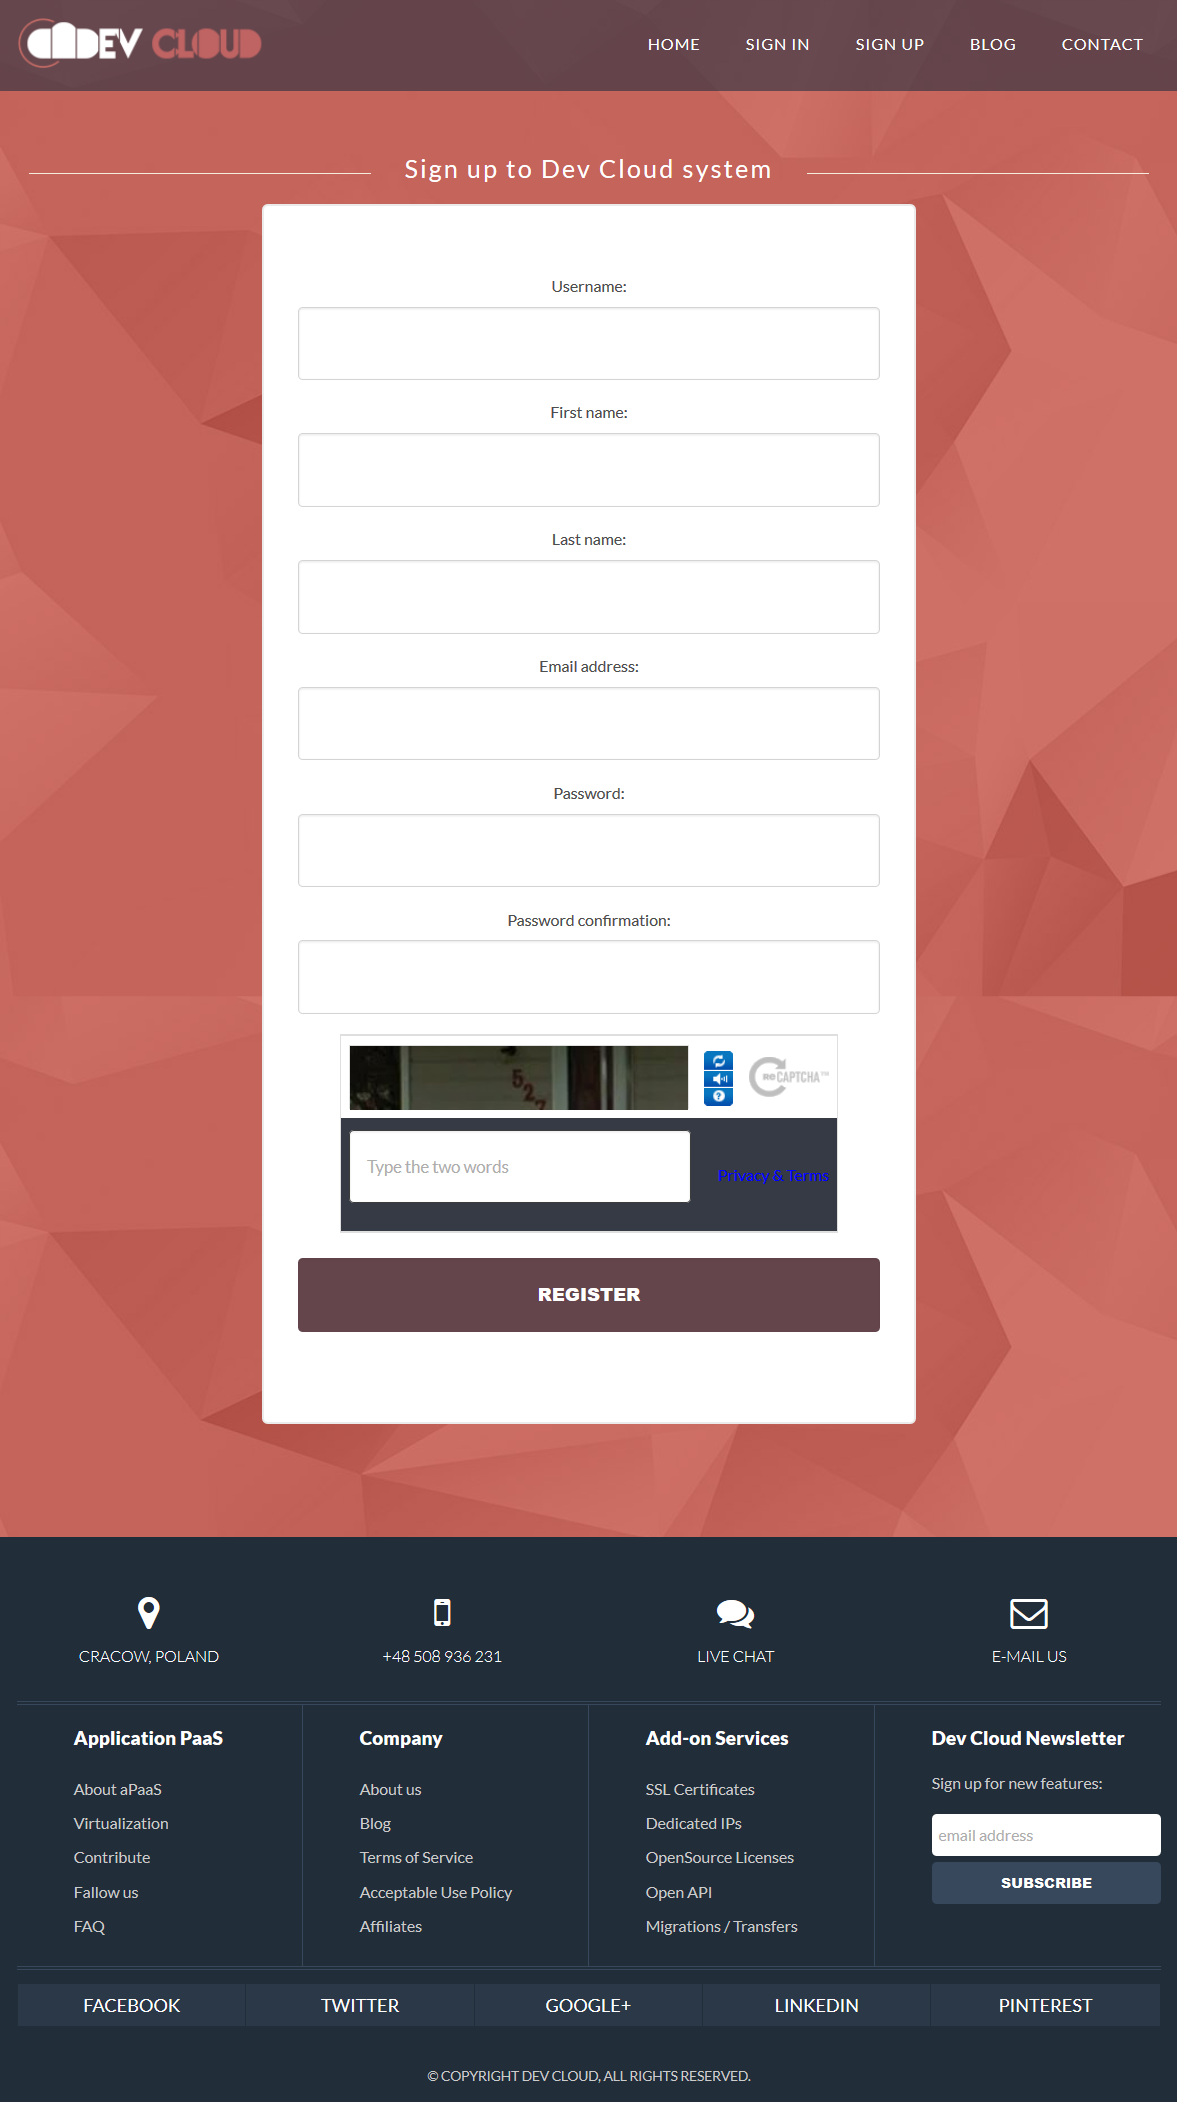 DEV CLOUD
HOME SIGN IN SIGN UP BLOG CONTACT
Sign up to Dev Cloud system
Username:
First name:
Last name:
Email address:
Password:
Password confirmation:
527
reCAPTCHA™
Type the two words
Privacy & Terms
REGISTER
CRACOW, POLAND
+48 508 936 231
LIVE CHAT
E-MAIL US
Application PaaS
About aPaaS
Virtualization
Contribute
Fallow us
FAQ
Company
About us
Blog
Terms of Service
Acceptable Use Policy
Affiliates
Add-on Services
SSL Certificates
Dedicated IPs
OpenSource Licenses
Open API
Migrations / Transfers
Dev Cloud Newsletter
Sign up for new features:
email address
SUBSCRIBE
FACEBOOK TWITTER GOOGLE+ LINKEDIN PINTEREST
© COPYRIGHT DEV CLOUD, ALL RIGHTS RESERVED.